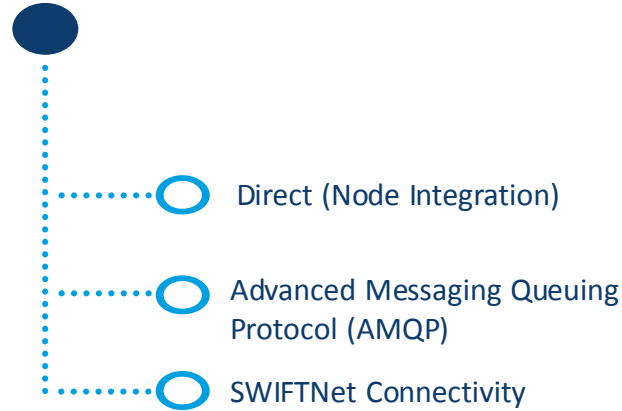 Direct (Node Integration)
Advanced Messaging Queuing
Protocol (AMQP)
SWIFTNet Connectivity